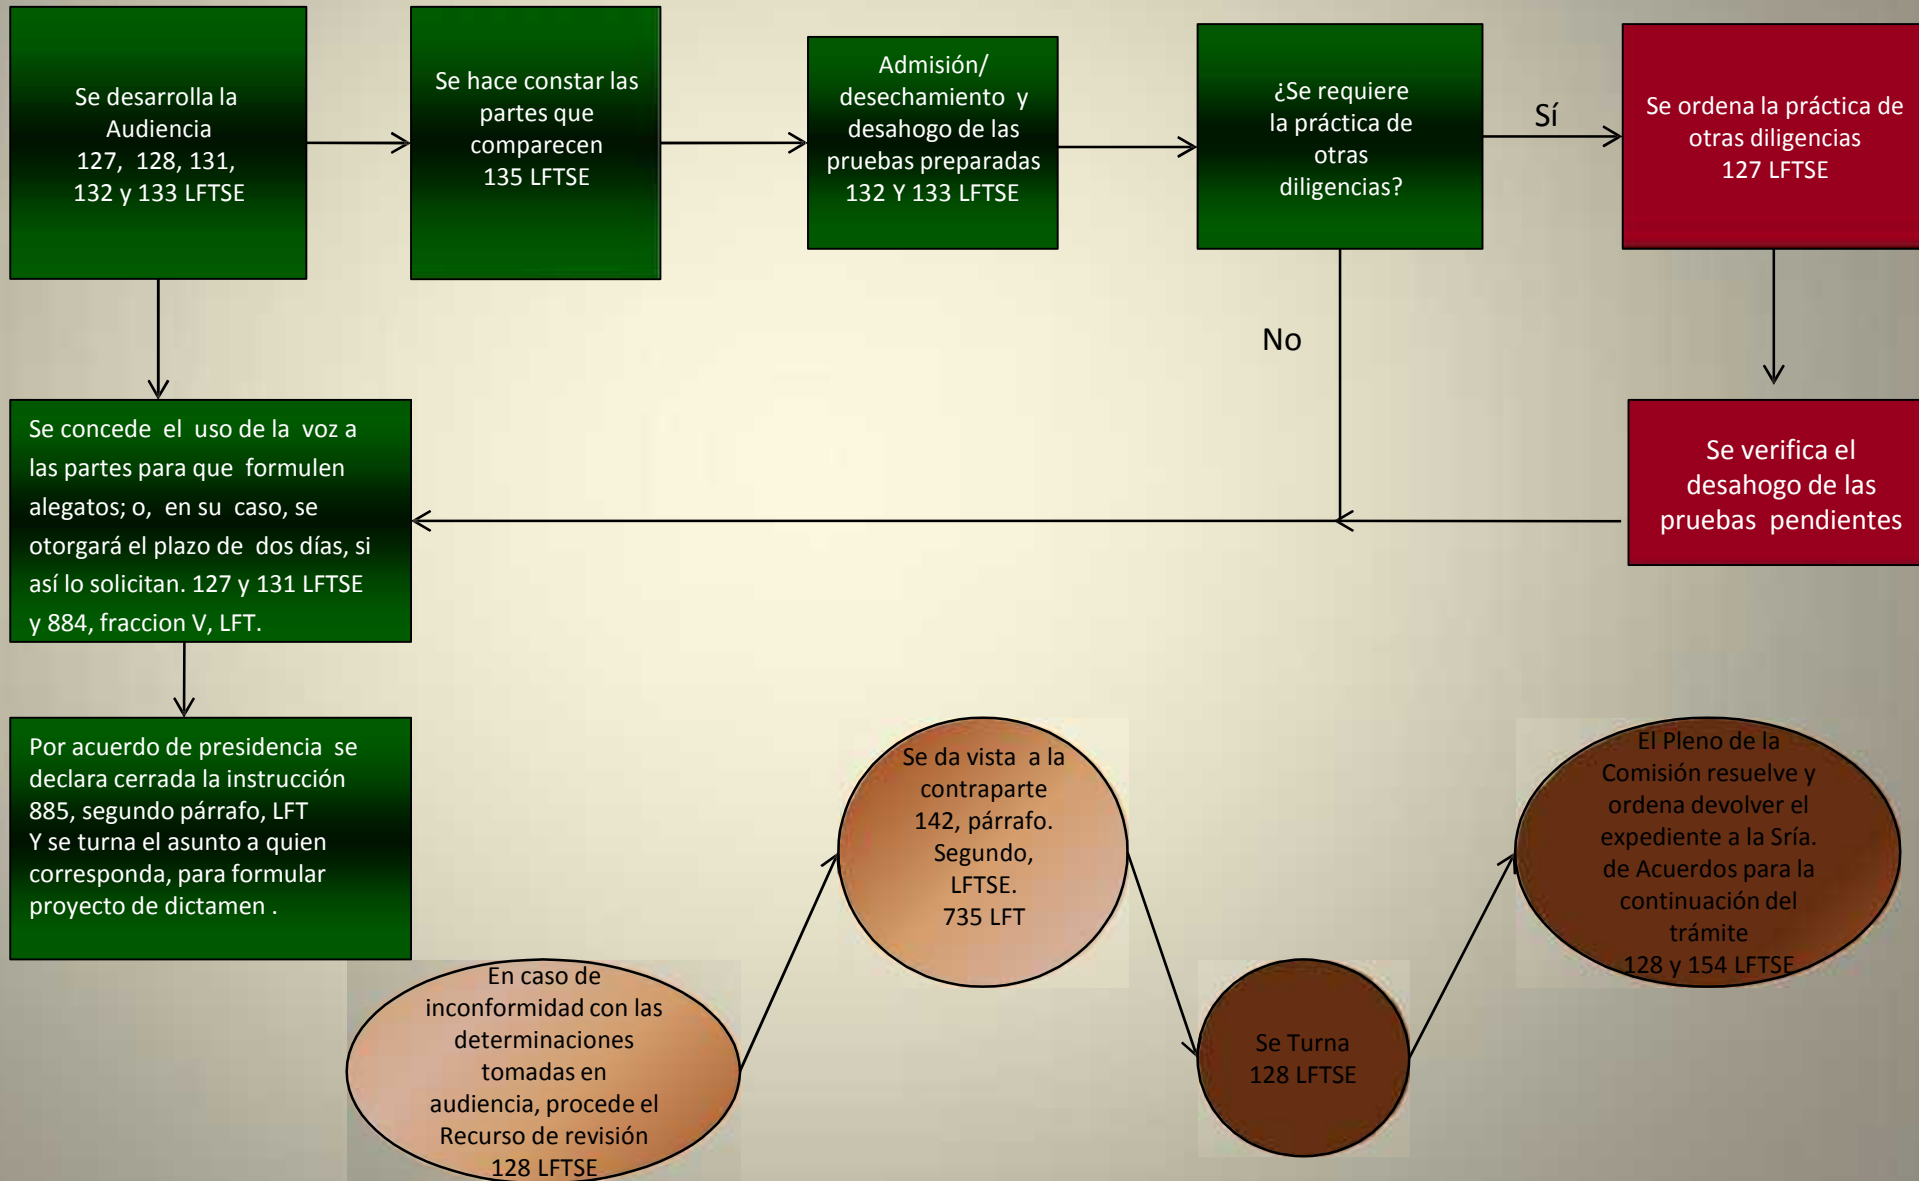 Se desarrolla la
Audiencia
127, 128, 131,
132 y 133 LFTSE
Se hace constar las
partes que
comparecen
135 LFTSE
Admisión/
desechamiento y
desahogo de las
pruebas preparadas
132 Y 133 LFTSE
¿Se requiere
la práctica de
otras
diligencias?
Sí
Se ordena la práctica de
otras diligencias
127 LFTSE
No
Se concede el uso de la voz a
las partes para que formulen
alegatos; o, en su caso, se
otorgará el plazo de dos días, si
así lo solicitan. 127 y 131 LFTSE
y 884, fraccion V, LFT.
Se verifica el
desahogo de las
pruebas pendientes
Por acuerdo de presidencia se
declara cerrada la instrucción
885, segundo párrafo, LFT
Y se turna el asunto a quien
corresponda, para formular
proyecto de dictamen .
En caso de
inconformidad con las
determinaciones
tomadas en
audiencia, procede el
Recurso de revisión
128 LFTSE
Se da vista a la
contraparte
142, párrafo.
Segundo,
LFTSE.
735 LFT
Se Turna
128 LFTSE
El Pleno de la
Comisión resuelve y
ordena devolver el
expediente a la Sría.
de Acuerdos para la
continuación del
trámite
128 y 154 LFTSE